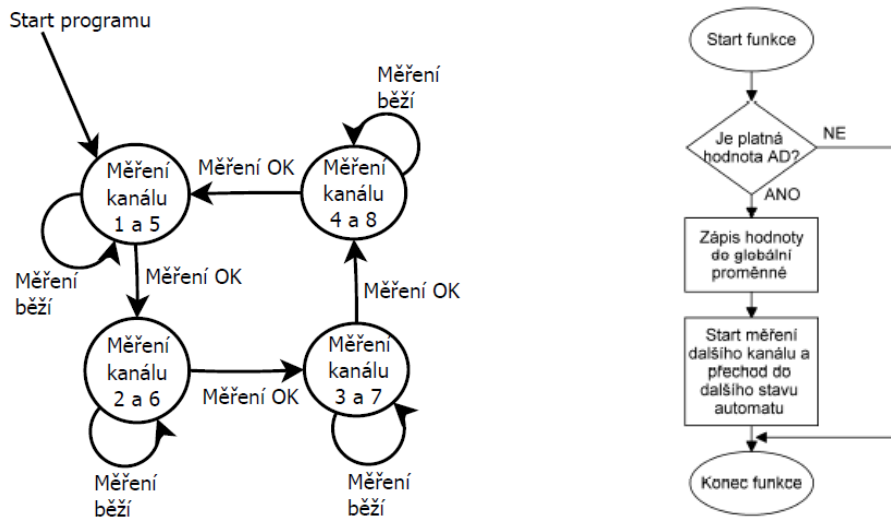 Start programu
Měření
běží
Měření
kanálu
1 a 5
Měření OK
Měření
kanálu
4 a 8
Měření
běží
Měření OK
Měření OK
Měření
kanálu
2 a 6
Měření OK
Měření
kanálu
3 a 7
Měření
běží
Měření
běží
Start funkce
Je platná
hodnota AD?
NE
ANO
Zápis hodnoty
do globální
proměnné
Start měření
dalšího kanálu a
přechod do
dalšího stavu
automatu
Konec funkce